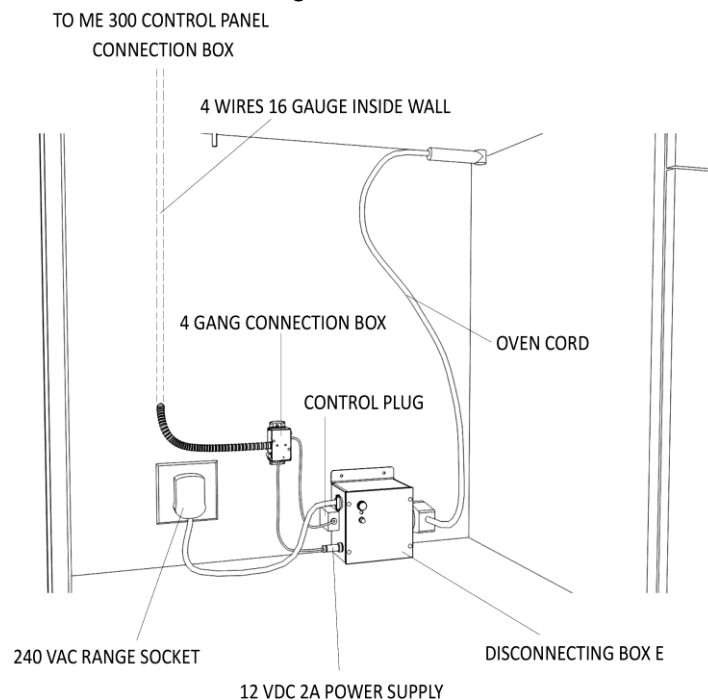 TO ME 300 CONTROL PANEL
CONNECTION BOX
4 WIRES 16 GAUGE INSIDE WALL
4 GANG CONNECTION BOX
OVEN CORD
CONTROL PLUG
240 VAC RANGE SOCKET
DISCONNECTING BOX E
12 VDC 2A POWER SUPPLY